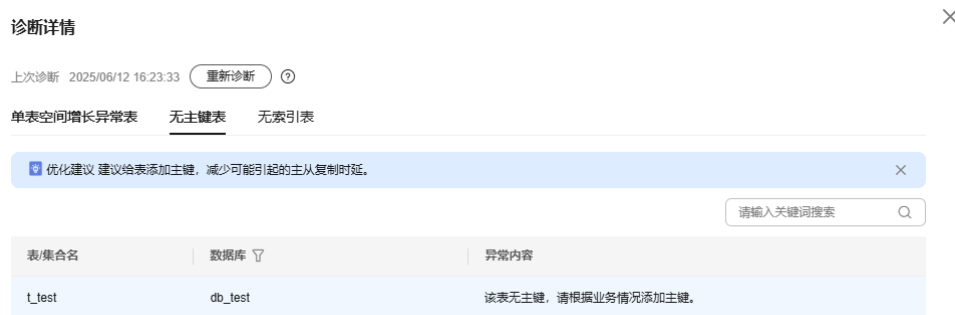 诊断详情
上次诊断 2025/06/12 16:23:33 重新诊断
单表空间增长异常表 无主键表 无索引表
优化建议 建议给表添加主键，减少可能引起的主从复制时延。
请输入关键词搜索
表/集合名 数据库 异常内容
t_test db_test 该表无主键，请根据业务情况添加主键。